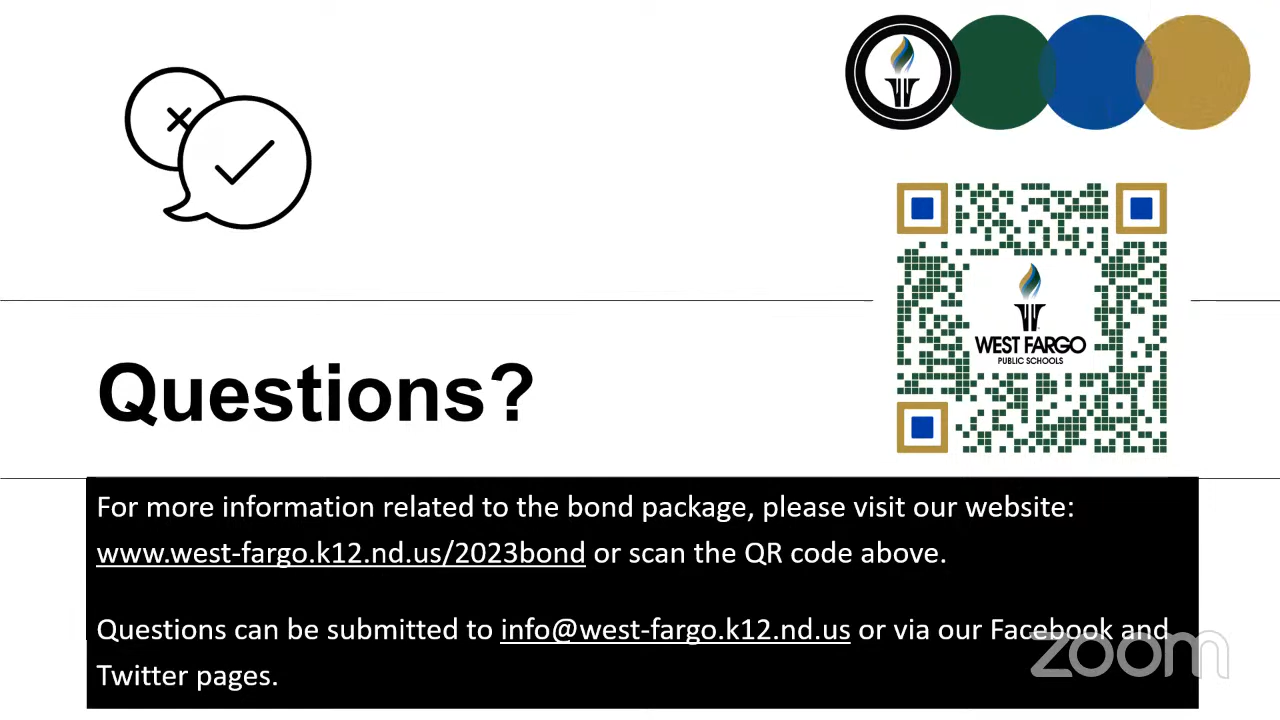 WEST FARGO
PUBLIC SCHOOLS
Questions?
For more information related to the bond package, please visit our website:
www.west-fargo.k12.nd.us/2023bond or scan the QR code above.
Questions can be submitted to info@west-fargo.k12.nd.us or via our Facebook and
Twitter pages.
zoom